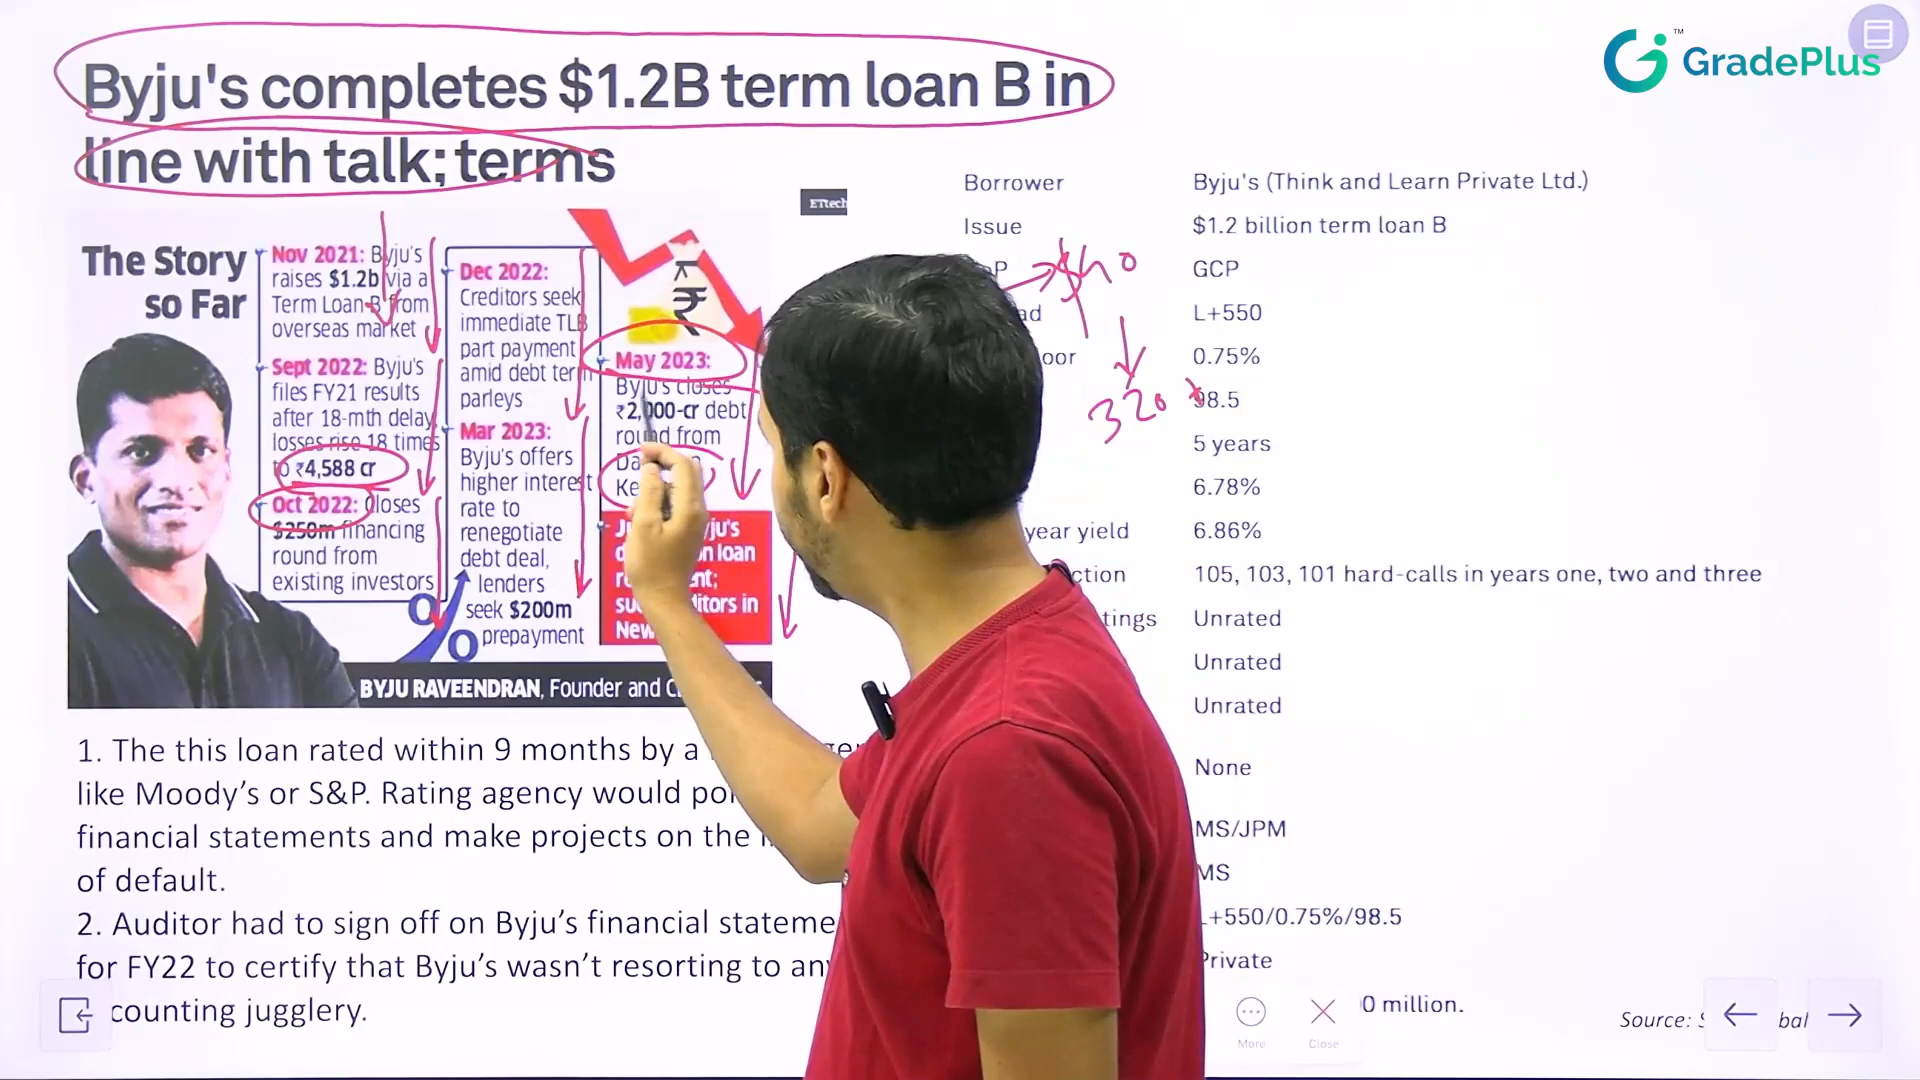 Byju's completes $1.2B term loan B in
line with talk; terms
GradePlus
TM
ETtech
The Story
so Far
Nov 2021: Byju's
raises $1.2b via a
Term Loan-B from
overseas market
Sept 2022: Byju's
files FY21 results
after 18-mth delay,
losses rise 18 times
to ₹4,588 cr
Oct 2022: Closes
$250m financing
round from
existing investors
Dec 2022:
Creditors seek
immediate TLB
part payment
amid debt term
parleys
Mar 2023:
Byju's offers
higher interest
rate to
renegotiate
debt deal,
lenders
seek $200m
prepayment
₹
May 2023:
Byju's closes
₹2,000-cr debt
round from
BYJU RAVEENDRAN, Founder and
1. The this loan rated within 9 months by a
like Moody's or S&P. Rating agency would
financial statements and make projects on the
of default.
2. Auditor had to sign off on Byju's financial
for FY22 to certify that Byju's wasn't resorting to
jugglery.
Borrower Byju's (Think and Learn Private Ltd.)
Issue $1.2 billion term loan B
GCP
L+550
0.75%
98.5
5 years
6.78%
year yield 6.86%
105, 103, 101 hard-calls in years one, two and three
Unrated
Unrated
Unrated
None
MS/JPM
MS
L+550/0.75%/98.5
Private
million.
$40
320
Source:
More
Close